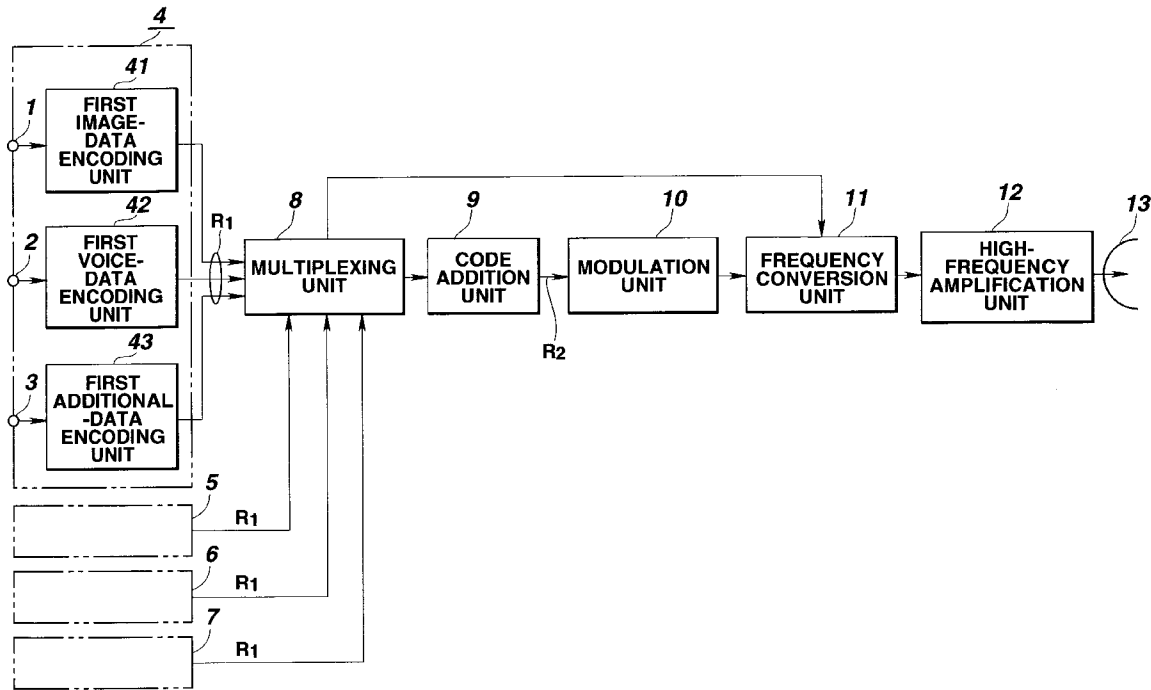 4
41
1
FIRST
IMAGE-
DATA
ENCODING
UNIT
42
2
FIRST
VOICE-
DATA
ENCODING
UNIT
R1
43
3
FIRST
ADDITIONAL
-DATA
ENCODING
UNIT
8
MULTIPLEXING
UNIT
9
CODE
ADDITION
UNIT
R2
10
MODULATION
UNIT
11
FREQUENCY
CONVERSION
UNIT
12
HIGH-
FREQUENCY
AMPLIFICATION
UNIT
13
5
R1
6
R1
7
R1